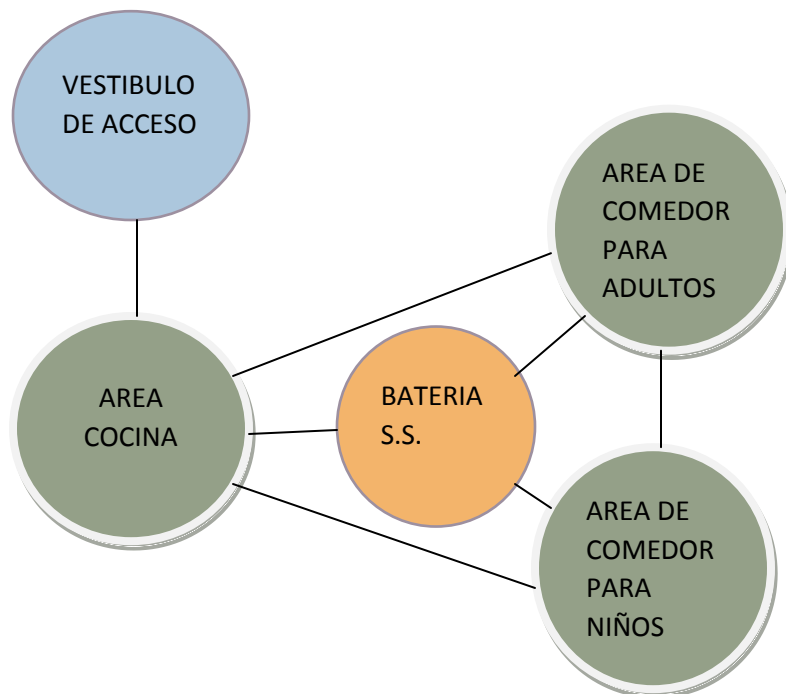 VESTIBULO
DE ACCESO
AREA DE
COMEDOR
PARA
ADULTOS
AREA
COCINA
BATERIA
S.S.
AREA DE
COMEDOR
PARA
NIÑOS